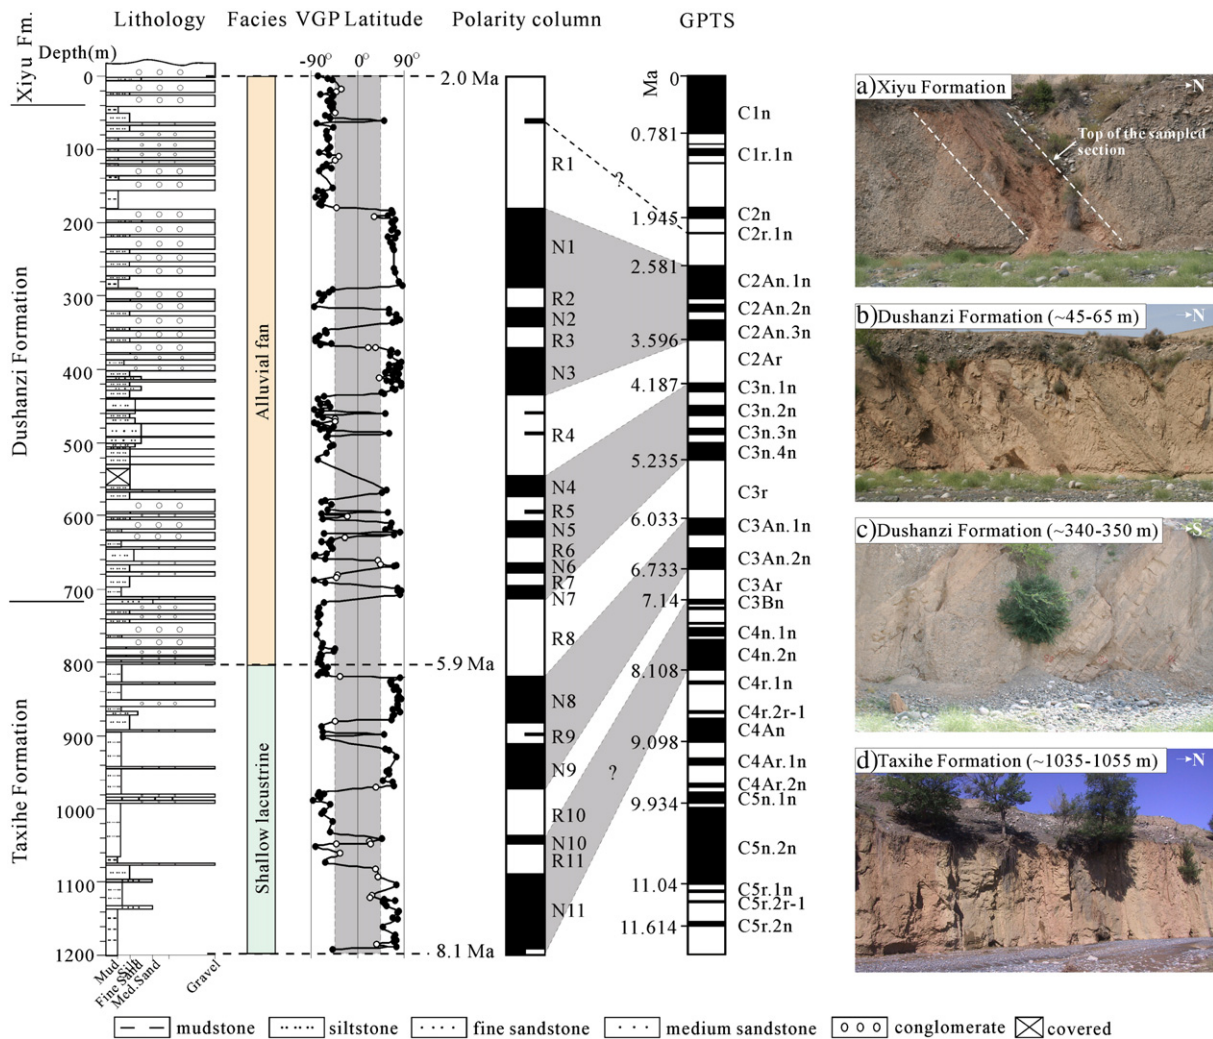 Lithology Facies VGP Latitude Polarity column GPTS
Xiyu Fm.
Dushanzi Formation
Taxihe Formation
Depth(m)
0
100
200
300
400
500
600
700
800
900
1000
1100
1200
Mud
Silt
Fine Sand
Med.Sand
Gravel
Alluvial fan
Shallow lacustrine
-90° 0° 90°
2.0 Ma
5.9 Ma
8.1 Ma
R1
N1
R2
N2
R3
N3
R4
N4
R5
N5
R6
N6
R7
N7
R8
N8
R9
N9
R10
N10
R11
N11
?
?
Ma
0
0.781
1.945
2.581
3.596
4.187
5.235
6.033
6.733
7.14
8.108
9.098
9.934
11.04
11.614
C1n
C1r.1n
C2n
C2r.1n
C2An.1n
C2An.2n
C2An.3n
C2Ar
C3n.1n
C3n.2n
C3n.3n
C3n.4n
C3r
C3An.1n
C3An.2n
C3Ar
C3Bn
C4n.1n
C4n.2n
C4r.1n
C4r.2r-1
C4An
C4Ar.1n
C4Ar.2n
C5n.1n
C5n.2n
C5r.1n
C5r.2r-1
C5r.2n
a) Xiyu Formation
→N
Top of the sampled
section
b) Dushanzi Formation (~45-65 m)
→N
c) Dushanzi Formation (~340-350 m)
→S
d) Taxihe Formation (~1035-1055 m)
→N
mudstone siltstone fine sandstone medium sandstone conglomerate covered